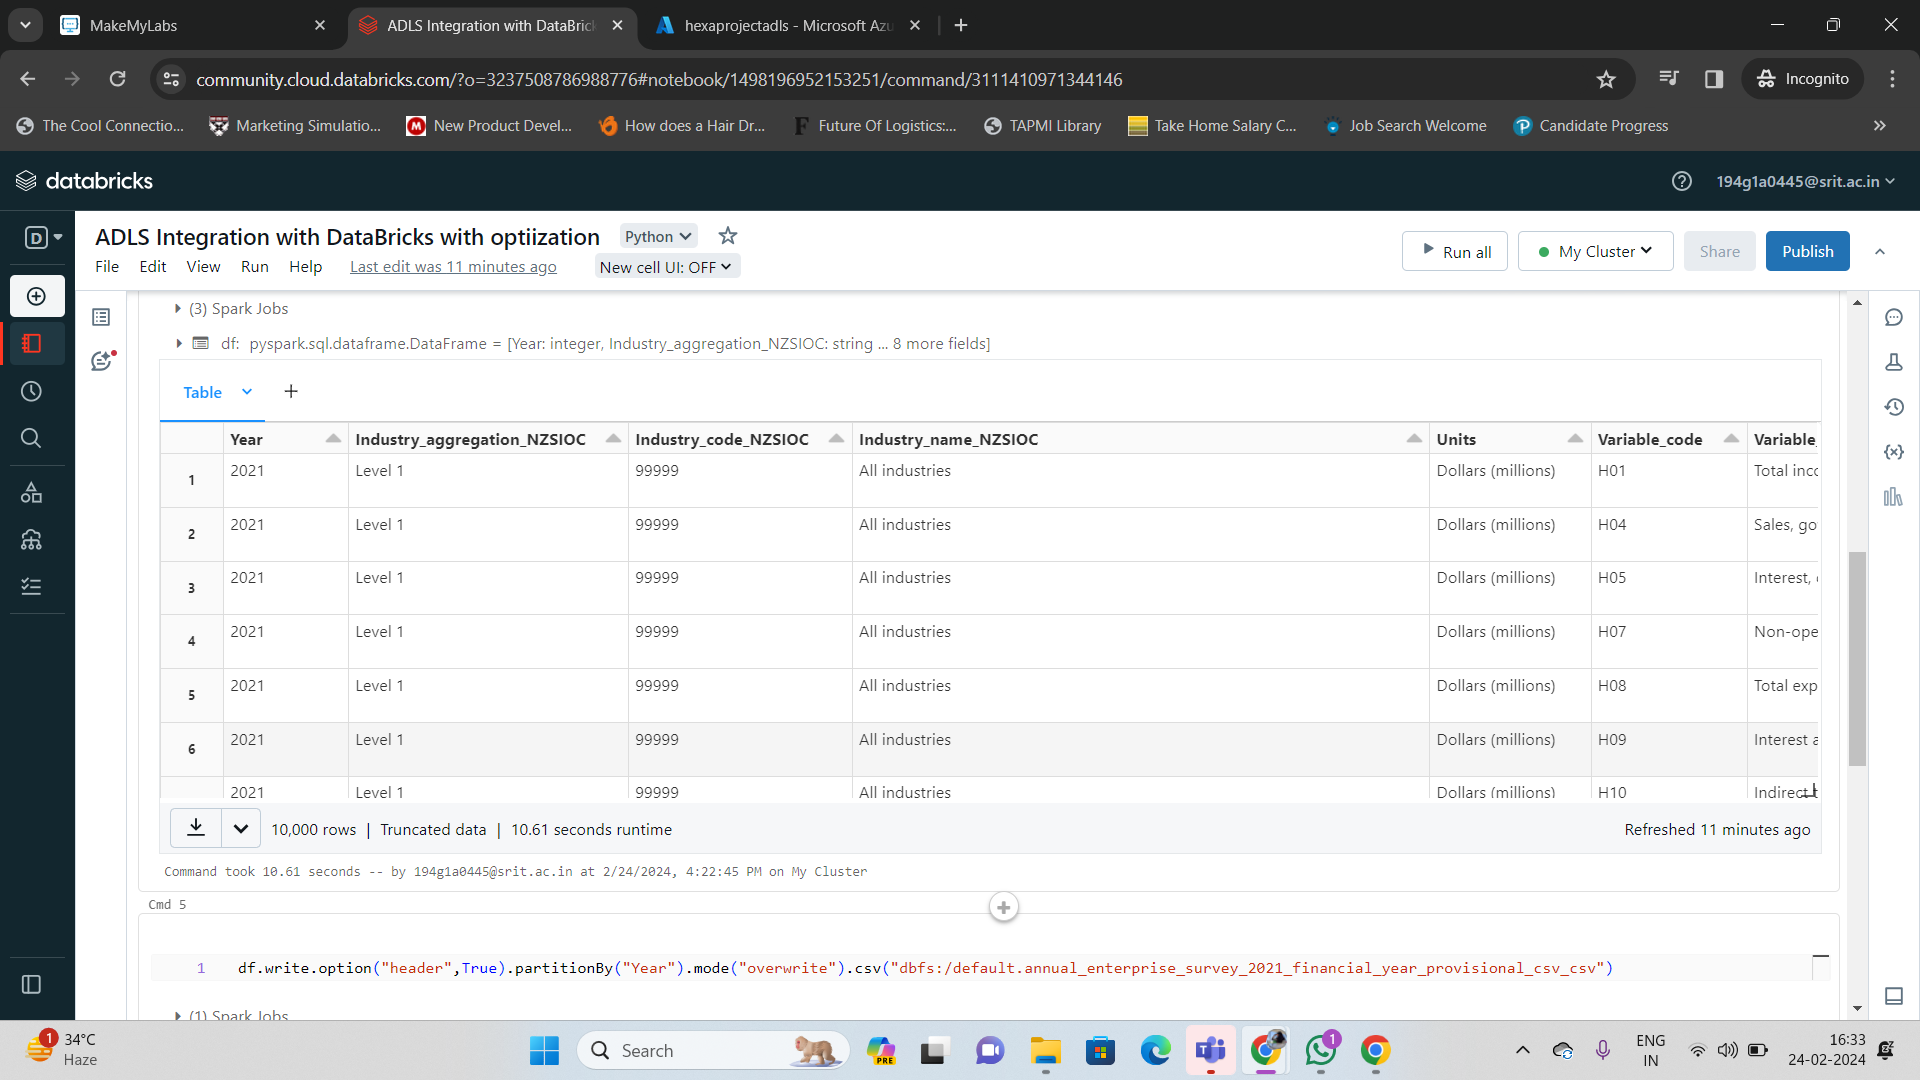 MakeMyLabs
ADLS Integration with DataBrick
hexaprojectadls - Microsoft Azu
community.cloud.databricks.com/?o=3237508786988776#notebook/1498196952153251/command/3111410971344146
Incognito
The Cool Connectio...
Marketing Simulatio...
New Product Devel...
How does a Hair Dr...
Future Of Logistics:...
TAPMI Library
Take Home Salary C...
Job Search Welcome
Candidate Progress
databricks
194g1a0445@srit.ac.in
D
ADLS Integration with DataBricks with optiization
Python
File Edit View Run Help Last edit was 11 minutes ago
New cell UI: OFF
Run all
My Cluster
Share
Publish
(3) Spark Jobs
df: pyspark.sql.dataframe.DataFrame = [Year: integer, Industry_aggregation_NZSIOC: string ... 8 more fields]
Table
Year Industry_aggregation_NZSIOC Industry_code_NZSIOC Industry_name_NZSIOC Units Variable_code Variable_
1 2021 Level 1 99999 All industries Dollars (millions) H01 Total inco
2 2021 Level 1 99999 All industries Dollars (millions) H04 Sales, go
3 2021 Level 1 99999 All industries Dollars (millions) H05 Interest,
4 2021 Level 1 99999 All industries Dollars (millions) H07 Non-ope
5 2021 Level 1 99999 All industries Dollars (millions) H08 Total exp
6 2021 Level 1 99999 All industries Dollars (millions) H09 Interest a
2021 Level 1 99999 All industries Dollars (millions) H10 Indirect t
10,000 rows | Truncated data | 10.61 seconds runtime
Refreshed 11 minutes ago
Command took 10.61 seconds -- by 194g1a0445@srit.ac.in at 2/24/2024, 4:22:45 PM on My Cluster
Cmd 5
1 df.write.option("header",True).partitionBy("Year").mode("overwrite").csv("dbfs:/default.annual_enterprise_survey_2021_financial_year_provisional_csv_csv")
(1) Spark Jobs
1
34°C
Haze
Search
PRE
1
ENG
IN
16:33
24-02-2024